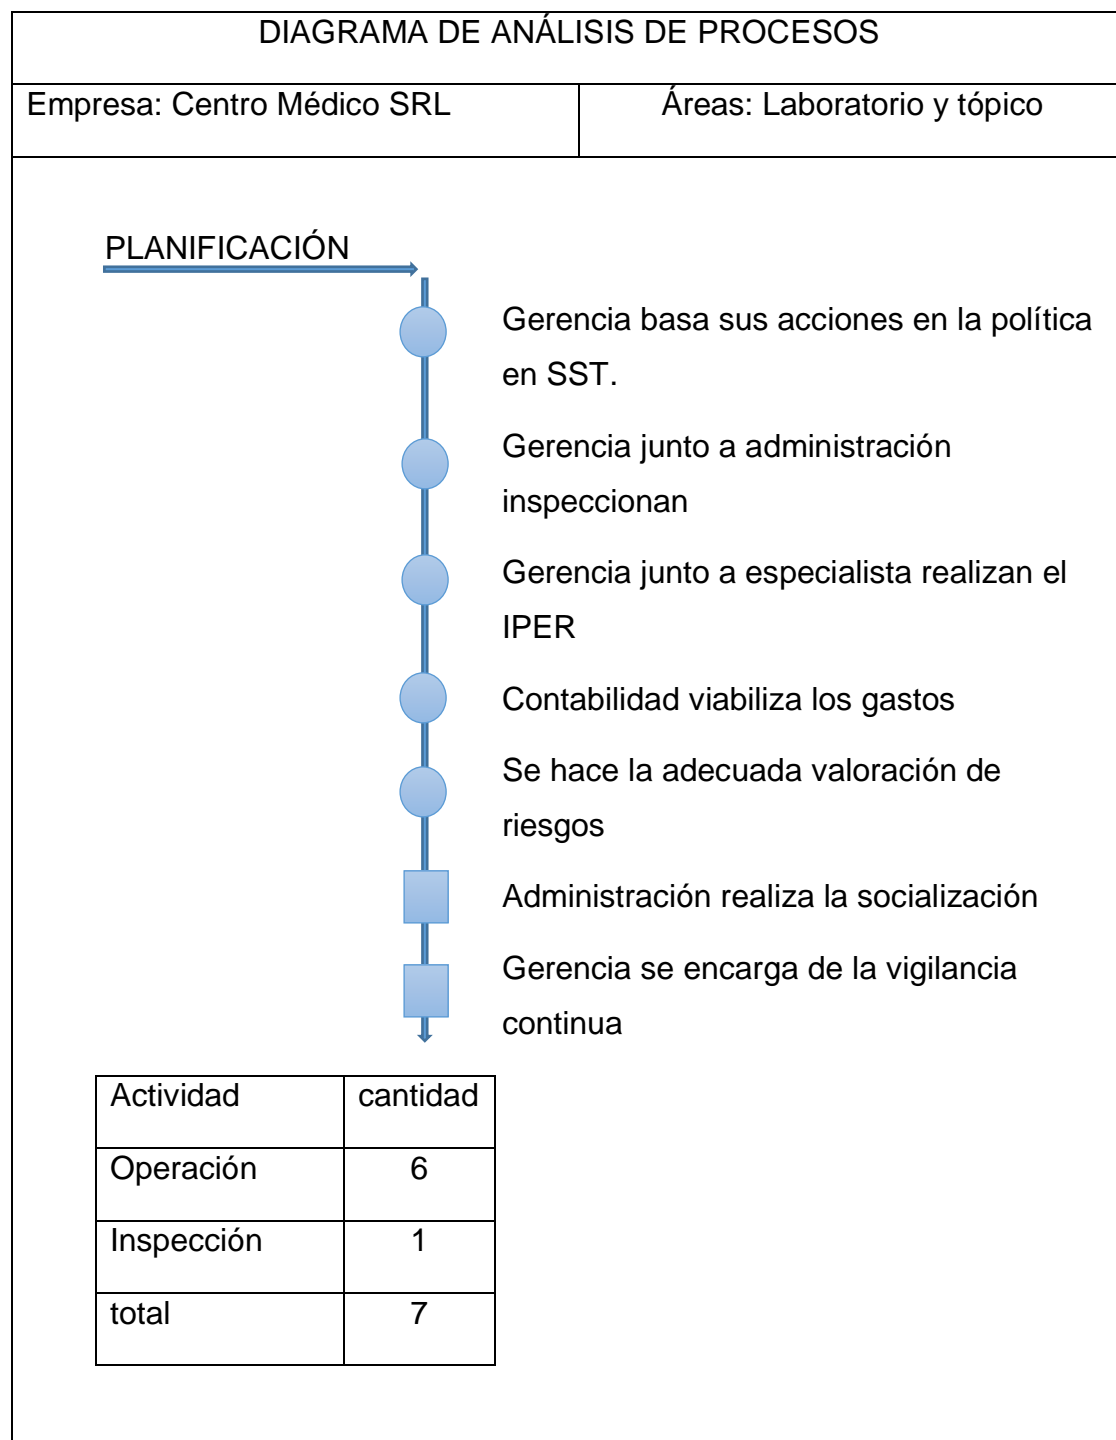 DIAGRAMA DE ANÁLISIS DE PROCESOS
Empresa: Centro Médico SRL
Áreas: Laboratorio y tópico
PLANIFICACIÓN
Gerencia basa sus acciones en la política
en SST.
Gerencia junto a administración
inspeccionan
Gerencia junto a especialista realizan el
IPER
Contabilidad viabiliza los gastos
Se hace la adecuada valoración de
riesgos
Administración realiza la socialización
Gerencia se encarga de la vigilancia
continua
Actividad cantidad
Operación 6
Inspección 1
total 7